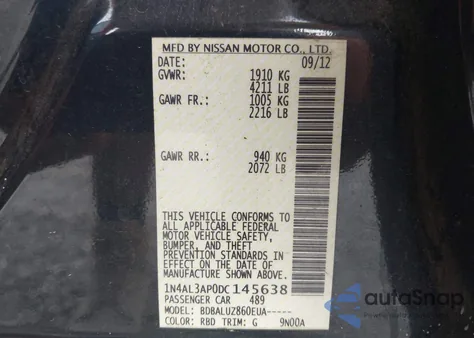 MFD BY NISSAN MOTOR CO., LTD.
DATE: 09/12
GVWR: 1910 KG
4211 LB
GAWR FR.: 1005 KG
2216 LB
GAWR RR.: 940 KG
2072 LB
THIS VEHICLE CONFORMS TO
ALL APPLICABLE FEDERAL
MOTOR VEHICLE SAFETY,
BUMPER, AND THEFT
PREVENTION STANDARDS IN
EFFECT ON THE DATE OF
MANUFACTURE SHOWN ABOVE.
1N4AL3AP0DC145638
PASSENGER CAR 489
MODEL: BDBALUZ860EUA-----
COLOR: RBD TRIM: G 9N00A
autoSnap